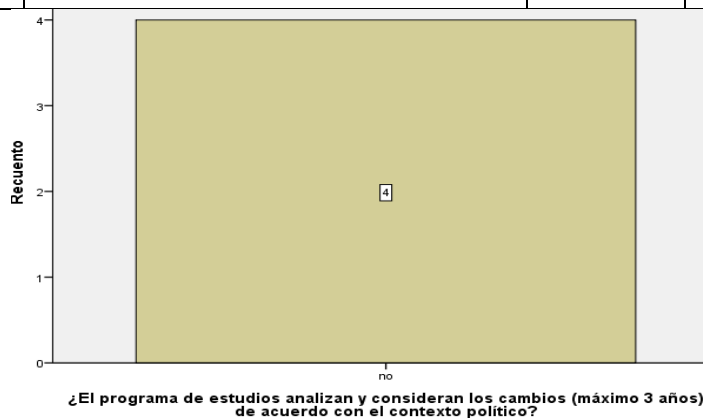 4
3
Recuento
2
4
1
0
no
¿El programa de estudios analizan y consideran los cambios (máximo 3 años)
de acuerdo con el contexto político?